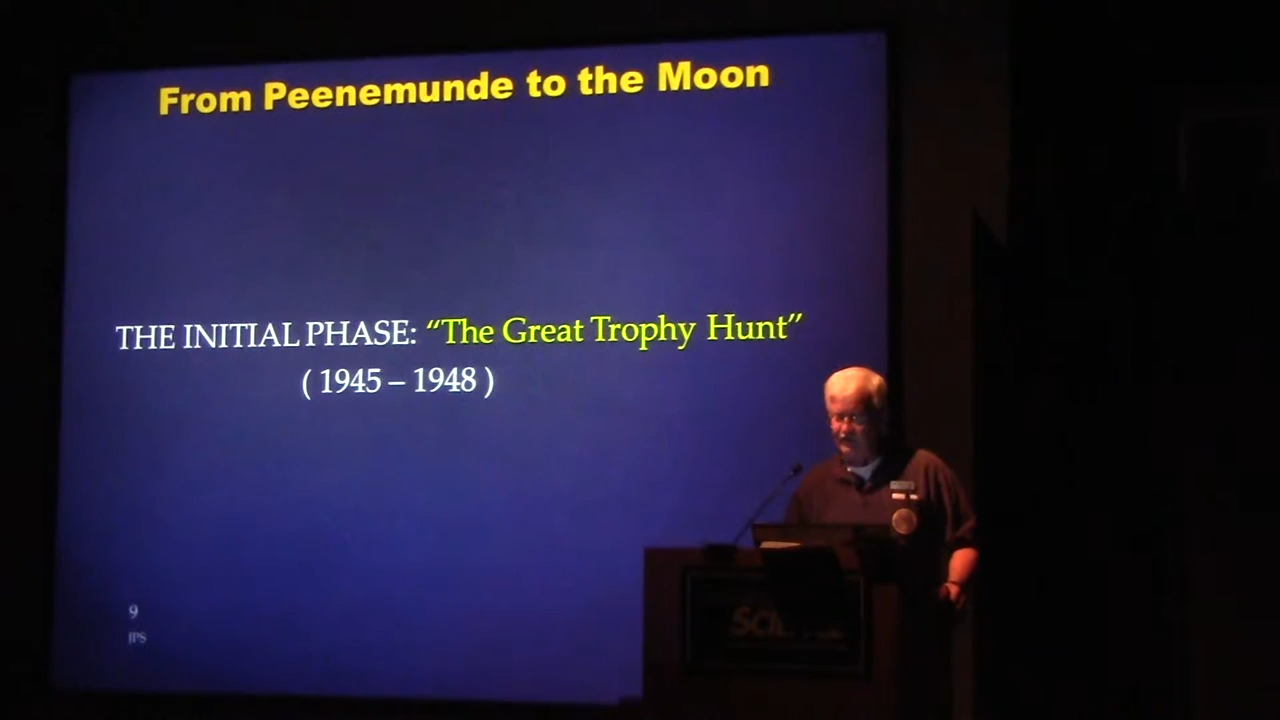 From Peenemunde to the Moon
THE INITIAL PHASE: “The Great Trophy Hunt”
( 1945 – 1948 )
9
JPS